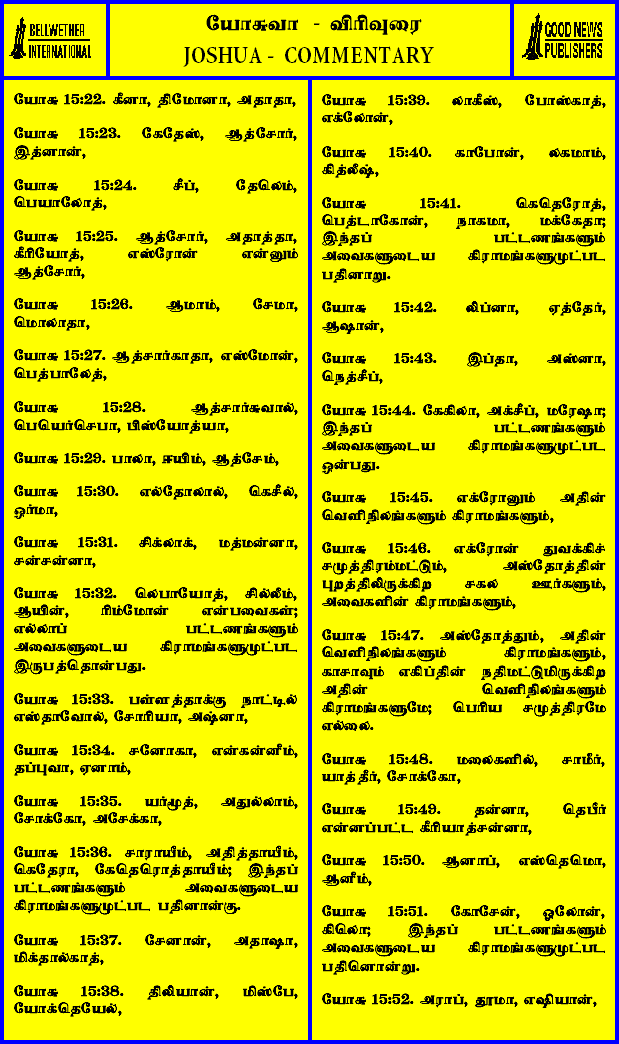 BELLWETHER
INTERNATIONAL
யோசுவா - விரிவுரை
JOSHUA - COMMENTARY
GOOD NEWS
PUBLISHERS
யோசு 15:22. கீனா, திமோனா, அதாதா,
யோசு 15:23. கேதேஸ், ஆத்சோர்,
இத்னான்,
யோசு 15:24. சீப், தேலெம்,
பெயாலோத்,
யோசு 15:25. ஆத்சோர், அதாத்தா,
கீரியோத், எஸ்ரோன் என்னும்
ஆத்சோர்,
யோசு 15:26. ஆமாம், சேமா,
மொலாதா,
யோசு 15:27. ஆத்சார்காதா, எஸ்மோன்,
பெத்பாலேத்,
யோசு 15:28. ஆத்சார்சுவால்,
பெயெர்செபா, பிஸ்யோத்யா,
யோசு 15:29. பாலா, ஈயிம், ஆத்சேம்,
யோசு 15:30. எல்தோலால், கெசீல்,
ஒர்மா,
யோசு 15:31. சிக்லாக், மத்மன்னா,
சன்சன்னா,
யோசு 15:32. லெபாயோத், சில்லீம்,
ஆயின், ரிம்மோன் என்பவைகள்;
எல்லாப் பட்டணங்களும்
அவைகளுடைய கிராமங்களுமுட்பட
இருபத்தொன்பது.
யோசு 15:33. பள்ளத்தாக்கு நாட்டில்
எஸ்தாவோல், சோரியா, அஷ்னா,
யோசு 15:34. சனோகா, என்கன்னீம்,
தப்புவா, ஏனாம்,
யோசு 15:35. யர்மூத், அதுல்லாம்,
சோக்கோ, அசேக்கா,
யோசு 15:36. சாராயீம், அதித்தாயீம்,
கெதேரா, கேதெரொத்தாயீம்; இந்தப்
பட்டணங்களும் அவைகளுடைய
கிராமங்களுமுட்பட பதினான்கு.
யோசு 15:37. சேனான், அதாஷா,
மிக்தால்காத்,
யோசு 15:38. திலியான், மிஸ்பே,
யோக்தெயேல்,
யோசு 15:39. லாகீஸ், போஸ்காத்,
எக்லோன்,
யோசு 15:40. காபோன், லகமாம்,
கித்லீஷ்,
யோசு 15:41. கெதெரோத்,
பெத்டாகோன், நாகமா, மக்கேதா;
இந்தப் பட்டணங்களும்
அவைகளுடைய கிராமங்களுமுட்பட
பதினாறு.
யோசு 15:42. லிப்னா, ஏத்தேர்,
ஆஷான்,
யோசு 15:43. இப்தா, அஸ்னா,
நெத்சீப்,
யோசு 15:44. கேகிலா, அக்சீப், மரேஷா;
இந்தப் பட்டணங்களும்
அவைகளுடைய கிராமங்களுமுட்பட
ஒன்பது.
யோசு 15:45. எக்ரோனும் அதின்
வெளிநிலங்களும் கிராமங்களும்,
யோசு 15:46. எக்ரோன் துவக்கிச்
சமுத்திரம்மட்டும், அஸ்தோத்தின்
புறத்திலிருக்கிற சகல ஊர்களும்,
அவைகளின் கிராமங்களும்,
யோசு 15:47. அஸ்தோத்தும், அதின்
வெளிநிலங்களும் கிராமங்களும்,
காசாவும் எகிப்தின் நதிமட்டுமிருக்கிற
அதின் வெளிநிலங்களும்
கிராமங்களுமே; பெரிய சமுத்திரமே
எல்லை.
யோசு 15:48. மலைகளில், சாமீர்,
யாத்தீர், சோக்கோ,
யோசு 15:49. தன்னா, தெபீர்
என்னப்பட்ட கீரியாத்சன்னா,
யோசு 15:50. ஆனாப், எஸ்தெமொ,
ஆனீம்,
யோசு 15:51. கோசேன், ஓலோன்,
கிலொ; இந்தப் பட்டணங்களும்
அவைகளுடைய கிராமங்களுமுட்பட
பதினொன்று.
யோசு 15:52. அராப், தூமா, எஷியான்,